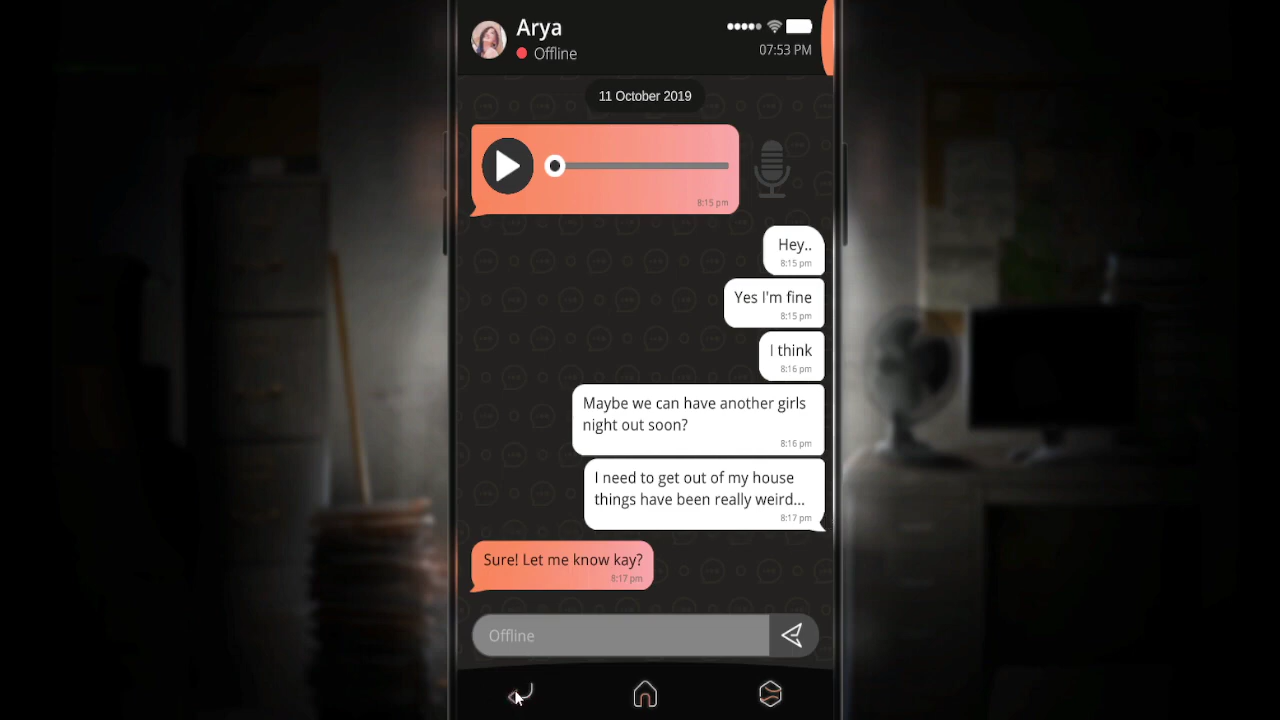 Arya
Offline
07:53 PM
11 October 2019
8:15 pm
Hey..
8:15 pm
Yes I'm fine
8:15 pm
I think
8:16 pm
Maybe we can have another girls
night out soon?
8:16 pm
I need to get out of my house
things have been really weird...
8:17 pm
Sure! Let me know kay?
8:17 pm
Offline